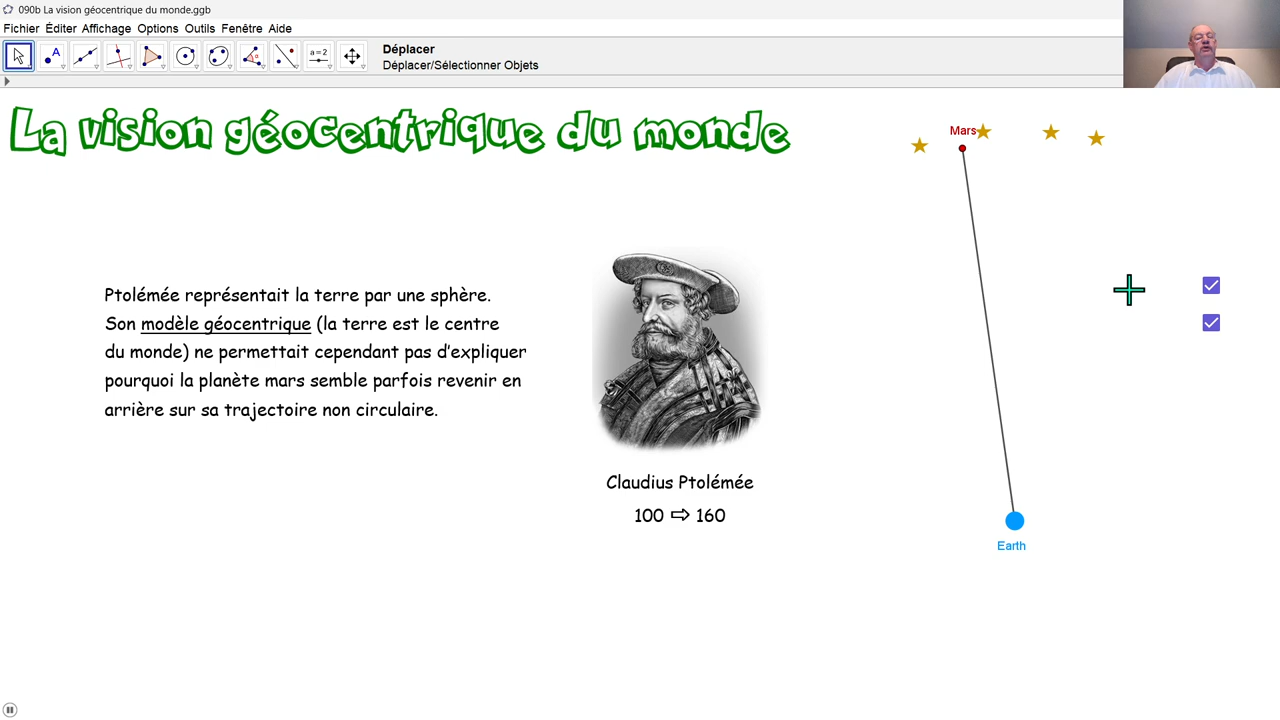 090b La vision géocentrique du monde.ggb
Fichier Éditer Affichage Options Outils Fenêtre Aide
A
a=2
Déplacer
Déplacer/Sélectionner Objets
La vision géocentrique du monde
Mars
Ptolémée représentait la terre par une sphère.
Son modèle géocentrique (la terre est le centre
du monde) ne permettait cependant pas d'expliquer
pourquoi la planète mars semble parfois revenir en
arrière sur sa trajectoire non circulaire.
Claudius Ptolémée
100 ⇨ 160
Earth